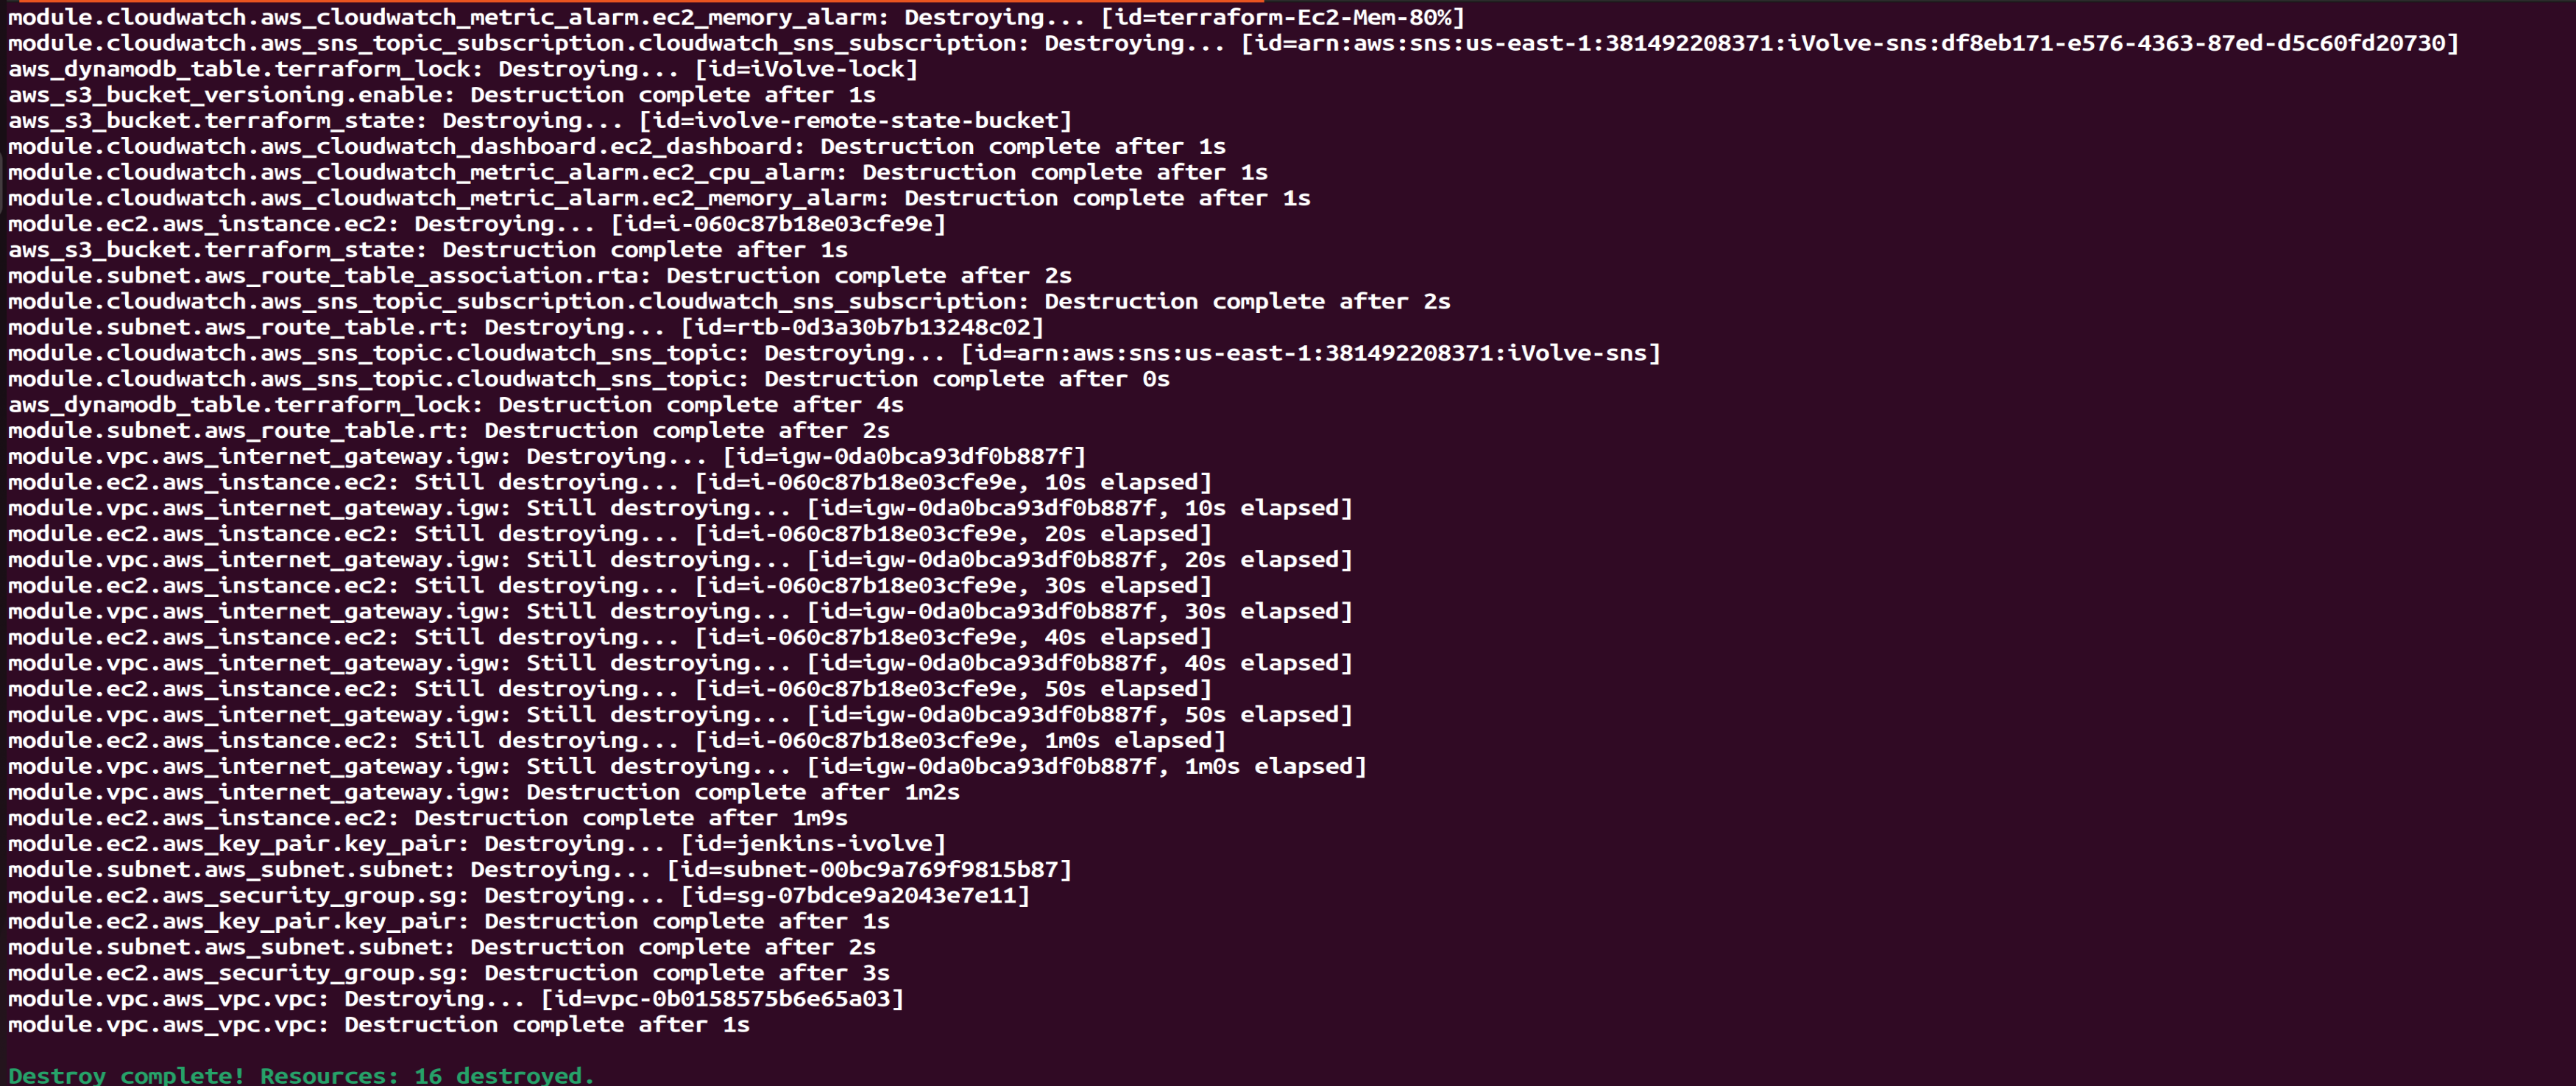 module.cloudwatch.aws_cloudwatch_metric_alarm.ec2_memory_alarm: Destroying... [id=terraform-Ec2-Mem-80%]
module.cloudwatch.aws_sns_topic_subscription.cloudwatch_sns_subscription: Destroying... [id=arn:aws:sns:us-east-1:381492208371:iVolve-sns:df8eb171-e576-4363-87ed-d5c60fd20730]
aws_dynamodb_table.terraform_lock: Destroying... [id=iVolve-lock]
aws_s3_bucket_versioning.enable: Destruction complete after 1s
aws_s3_bucket.terraform_state: Destroying... [id=ivolve-remote-state-bucket]
module.cloudwatch.aws_cloudwatch_dashboard.ec2_dashboard: Destruction complete after 1s
module.cloudwatch.aws_cloudwatch_metric_alarm.ec2_cpu_alarm: Destruction complete after 1s
module.cloudwatch.aws_cloudwatch_metric_alarm.ec2_memory_alarm: Destruction complete after 1s
module.ec2.aws_instance.ec2: Destroying... [id=i-060c87b18e03cfe9e]
aws_s3_bucket.terraform_state: Destruction complete after 1s
module.subnet.aws_route_table_association.rta: Destruction complete after 2s
module.cloudwatch.aws_sns_topic_subscription.cloudwatch_sns_subscription: Destruction complete after 2s
module.subnet.aws_route_table.rt: Destroying... [id=rtb-0d3a30b7b13248c02]
module.cloudwatch.aws_sns_topic.cloudwatch_sns_topic: Destroying... [id=arn:aws:sns:us-east-1:381492208371:iVolve-sns]
module.cloudwatch.aws_sns_topic.cloudwatch_sns_topic: Destruction complete after 0s
aws_dynamodb_table.terraform_lock: Destruction complete after 4s
module.subnet.aws_route_table.rt: Destruction complete after 2s
module.vpc.aws_internet_gateway.igw: Destroying... [id=igw-0da0bca93df0b887f]
module.ec2.aws_instance.ec2: Still destroying... [id=i-060c87b18e03cfe9e, 10s elapsed]
module.vpc.aws_internet_gateway.igw: Still destroying... [id=igw-0da0bca93df0b887f, 10s elapsed]
module.ec2.aws_instance.ec2: Still destroying... [id=i-060c87b18e03cfe9e, 20s elapsed]
module.vpc.aws_internet_gateway.igw: Still destroying... [id=igw-0da0bca93df0b887f, 20s elapsed]
module.ec2.aws_instance.ec2: Still destroying... [id=i-060c87b18e03cfe9e, 30s elapsed]
module.vpc.aws_internet_gateway.igw: Still destroying... [id=igw-0da0bca93df0b887f, 30s elapsed]
module.ec2.aws_instance.ec2: Still destroying... [id=i-060c87b18e03cfe9e, 40s elapsed]
module.vpc.aws_internet_gateway.igw: Still destroying... [id=igw-0da0bca93df0b887f, 40s elapsed]
module.ec2.aws_instance.ec2: Still destroying... [id=i-060c87b18e03cfe9e, 50s elapsed]
module.vpc.aws_internet_gateway.igw: Still destroying... [id=igw-0da0bca93df0b887f, 50s elapsed]
module.ec2.aws_instance.ec2: Still destroying... [id=i-060c87b18e03cfe9e, 1m0s elapsed]
module.vpc.aws_internet_gateway.igw: Still destroying... [id=igw-0da0bca93df0b887f, 1m0s elapsed]
module.vpc.aws_internet_gateway.igw: Destruction complete after 1m2s
module.ec2.aws_instance.ec2: Destruction complete after 1m9s
module.ec2.aws_key_pair.key_pair: Destroying... [id=jenkins-ivolve]
module.subnet.aws_subnet.subnet: Destroying... [id=subnet-00bc9a769f9815b87]
module.ec2.aws_security_group.sg: Destroying... [id=sg-07bdce9a2043e7e11]
module.ec2.aws_key_pair.key_pair: Destruction complete after 1s
module.subnet.aws_subnet.subnet: Destruction complete after 2s
module.ec2.aws_security_group.sg: Destruction complete after 3s
module.vpc.aws_vpc.vpc: Destroying... [id=vpc-0b0158575b6e65a03]
module.vpc.aws_vpc.vpc: Destruction complete after 1s
Destroy complete! Resources: 16 destroyed.